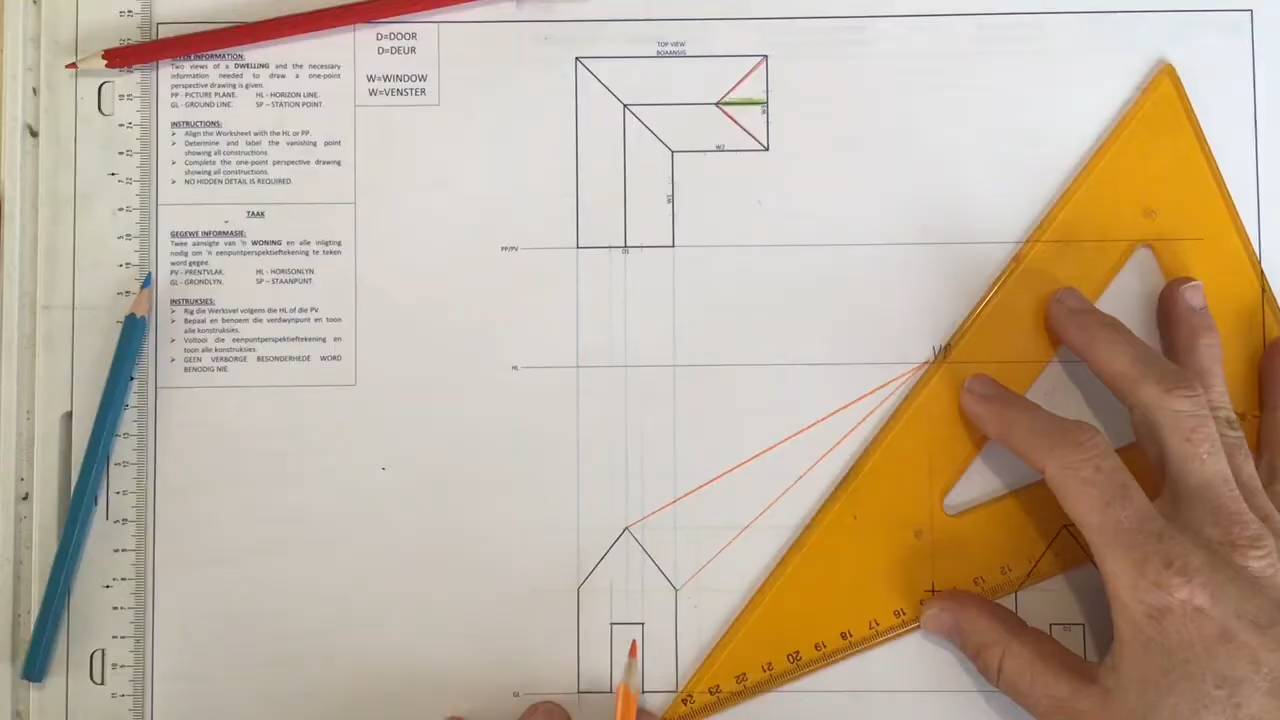 GIVEN INFORMATION:
Two views of a DWELLING and the necessary
information needed to draw a one-point
perspective drawing is given.
PP - PICTURE PLANE. HL - HORIZON LINE.
GL - GROUND LINE. SP – STATION POINT.
INSTRUCTIONS:
➤ Align the Worksheet with the HL or PP.
➤ Determine and label the vanishing point
showing all constructions.
➤ Complete the one-point perspective drawing
showing all constructions.
➤ NO HIDDEN DETAIL IS REQUIRED.
TAAK
GEGEWE INFORMASIE:
Twee aansigte van 'n WONING en alle inligting
nodig om 'n eenpuntperspektieftekening te teken
word gegee.
PV - PRENTVLAK. HL - HORISONLYN.
GL - GRONDLYN. SP – STAANPUNT.
INSTRUKSIES:
➤ Rig die Werksvel volgens die HL of die PV.
➤ Bepaal en benoem die verdwynpunt en toon
alle konstruksies.
➤ Voltooi die eenpuntperspektieftekening en
toon alle konstruksies.
➤ GEEN VERBORGE BESONDERHEDE WORD
BENODIG NIE.
D=DOOR
D=DEUR
W=WINDOW
W=VENSTER
TOP VIEW
BOAANSIG
W3
W2
W1
D1
PP/PV
HL
VP
GL
12 13
16 17 18 19 20 21 22 23 24